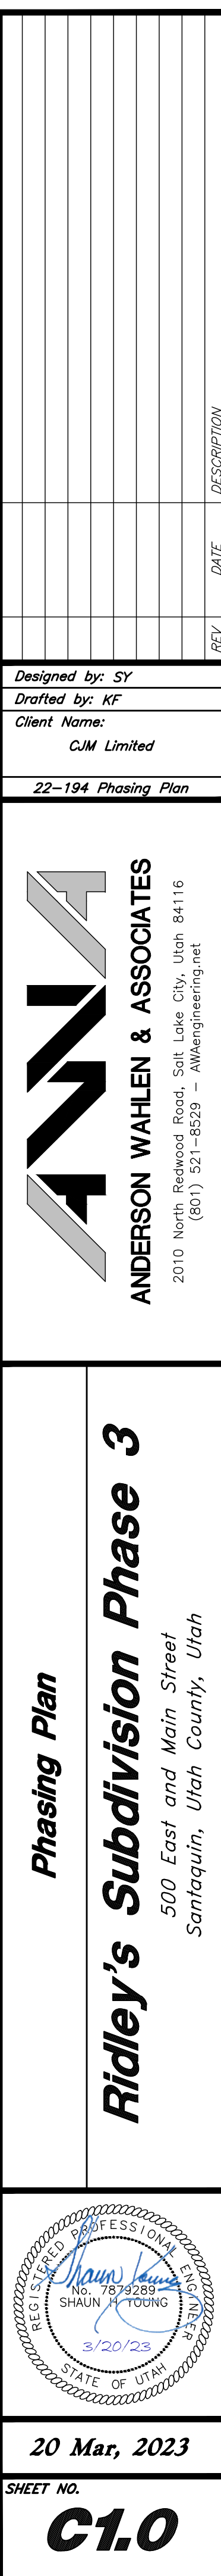 REV DATE DESCRIPTION
Designed by: SY
Drafted by: KF
Client Name:
CJM Limited
22-194 Phasing Plan
AWA
ANDERSON WAHLEN & ASSOCIATES
2010 North Redwood Road, Salt Lake City, Utah 84116
(801) 521-8529 - AWAengineering.net
Phasing Plan
Ridley's Subdivision Phase 3
500 East and Main Street
Santaquin, Utah County, Utah
REGISTERED PROFESSIONAL ENGINEER
Shaun Young
No. 7879289
SHAUN H YOUNG
3/20/23
STATE OF UTAH
20 Mar, 2023
SHEET NO.
C1.0